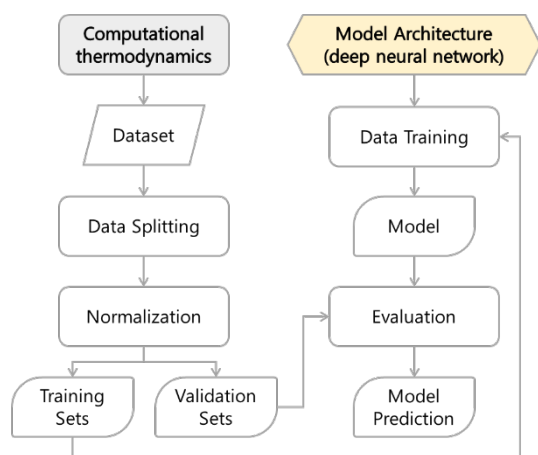 Computational
thermodynamics
Dataset
Data Splitting
Normalization
Training
Sets
Validation
Sets
Model Architecture
(deep neural network)
Data Training
Model
Evaluation
Model
Prediction